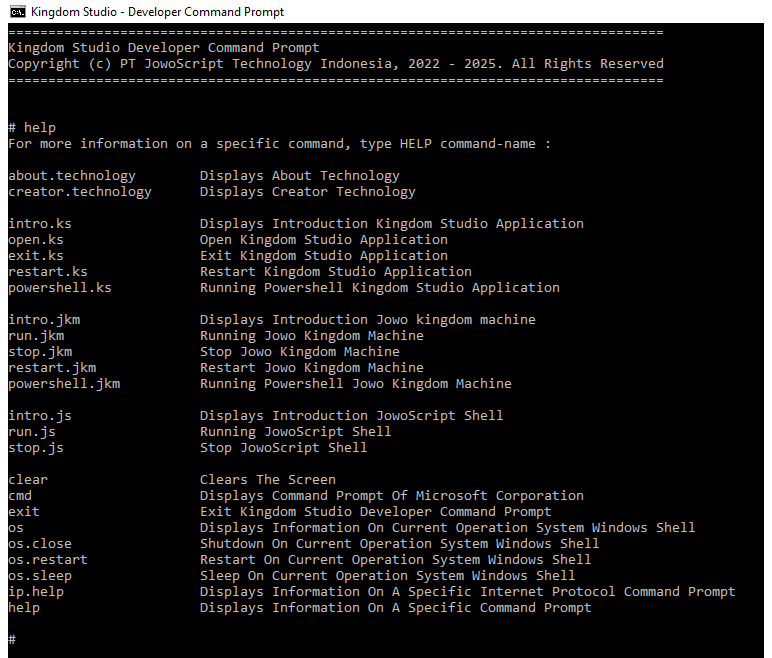 Kingdom Studio - Developer Command Prompt
==================================================================================
Kingdom Studio Developer Command Prompt
Copyright (c) PT JowoScript Technology Indonesia, 2022 - 2025. All Rights Reserved
==================================================================================
# help
For more information on a specific command, type HELP command-name :
about.technology        Displays About Technology
creator.technology      Displays Creator Technology
intro.ks                Displays Introduction Kingdom Studio Application
open.ks                 Open Kingdom Studio Application
exit.ks                 Exit Kingdom Studio Application
restart.ks              Restart Kingdom Studio Application
powershell.ks           Running Powershell Kingdom Studio Application
intro.jkm               Displays Introduction Jowo kingdom machine
run.jkm                 Running Jowo Kingdom Machine
stop.jkm                Stop Jowo Kingdom Machine
restart.jkm             Restart Jowo Kingdom Machine
powershell.jkm          Running Powershell Jowo Kingdom Machine
intro.js                Displays Introduction JowoScript Shell
run.js                  Running JowoScript Shell
stop.js                 Stop JowoScript Shell
clear                   Clears The Screen
cmd                     Displays Command Prompt Of Microsoft Corporation
exit                    Exit Kingdom Studio Developer Command Prompt
os                      Displays Information On Current Operation System Windows Shell
os.close                Shutdown On Current Operation System Windows Shell
os.restart              Restart On Current Operation System Windows Shell
os.sleep                Sleep On Current Operation System Windows Shell
ip.help                 Displays Information On A Specific Internet Protocol Command Prompt
help                    Displays Information On A Specific Command Prompt
#